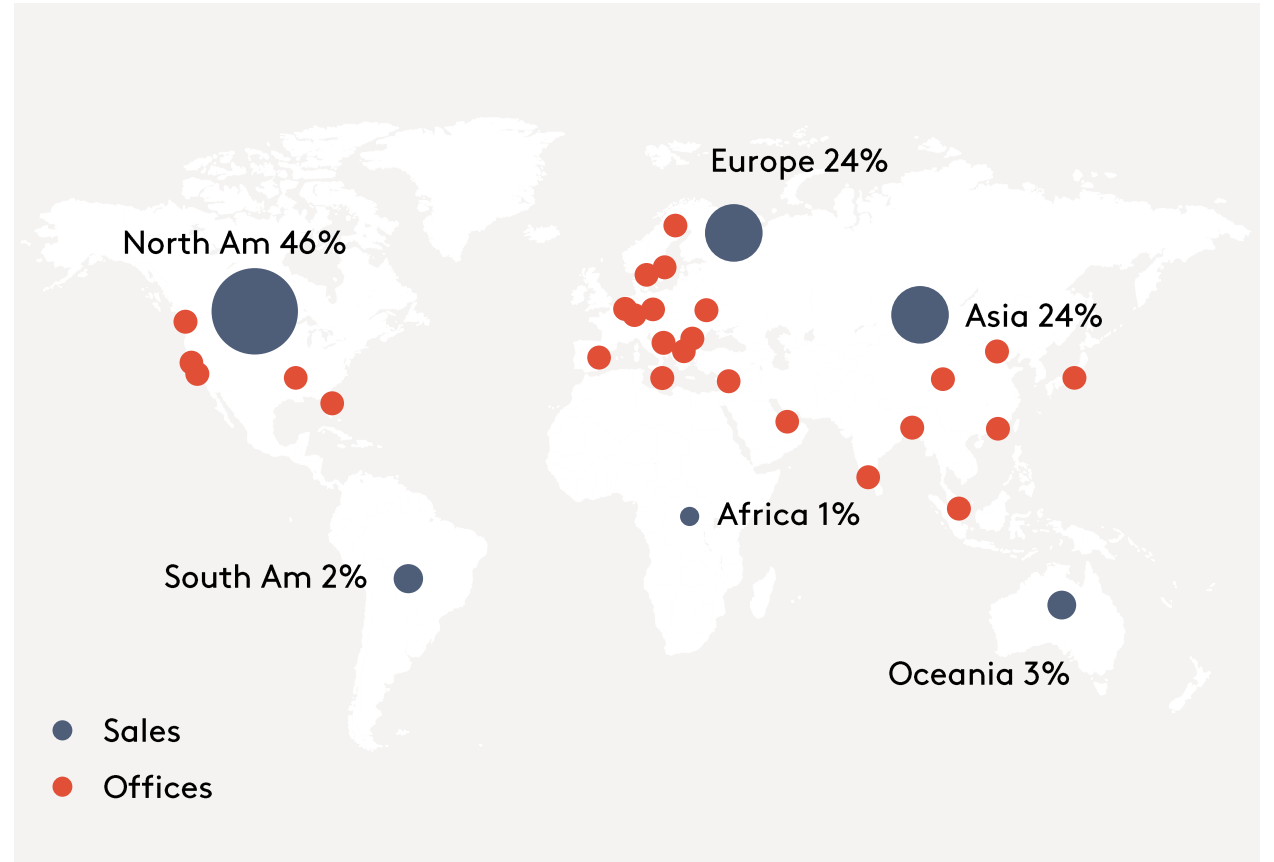 Europe 24%
North Am 46%
Asia 24%
Africa 1%
South Am 2%
Oceania 3%
Sales
Offices